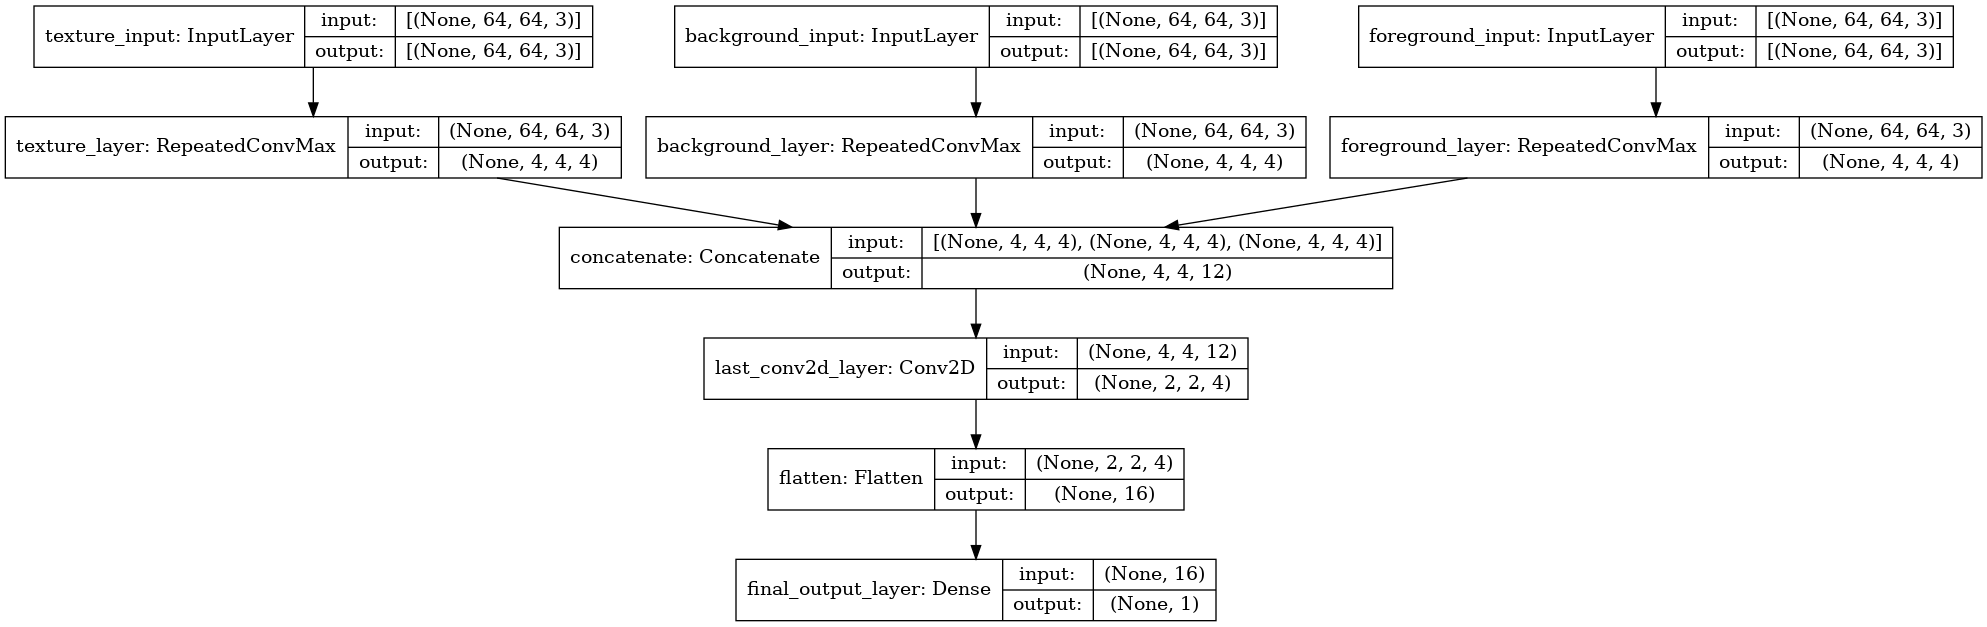 texture_input: InputLayer
input:
[(None, 64, 64, 3)]
output:
[(None, 64, 64, 3)]
background_input: InputLayer
input:
[(None, 64, 64, 3)]
output:
[(None, 64, 64, 3)]
foreground_input: InputLayer
input:
[(None, 64, 64, 3)]
output:
[(None, 64, 64, 3)]
texture_layer: RepeatedConvMax
input:
(None, 64, 64, 3)
output:
(None, 4, 4, 4)
background_layer: RepeatedConvMax
input:
(None, 64, 64, 3)
output:
(None, 4, 4, 4)
foreground_layer: RepeatedConvMax
input:
(None, 64, 64, 3)
output:
(None, 4, 4, 4)
concatenate: Concatenate
input:
[(None, 4, 4, 4), (None, 4, 4, 4), (None, 4, 4, 4)]
output:
(None, 4, 4, 12)
last_conv2d_layer: Conv2D
input:
(None, 4, 4, 12)
output:
(None, 2, 2, 4)
flatten: Flatten
input:
(None, 2, 2, 4)
output:
(None, 16)
final_output_layer: Dense
input:
(None, 16)
output:
(None, 1)